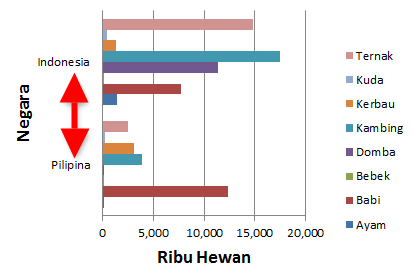 Negara
Indonesia
Pilipina
0
5,000
10,000
15,000
20,000
Ribu Hewan
Ternak
Kuda
Kerbau
Kambing
Domba
Bebek
Babi
Ayam